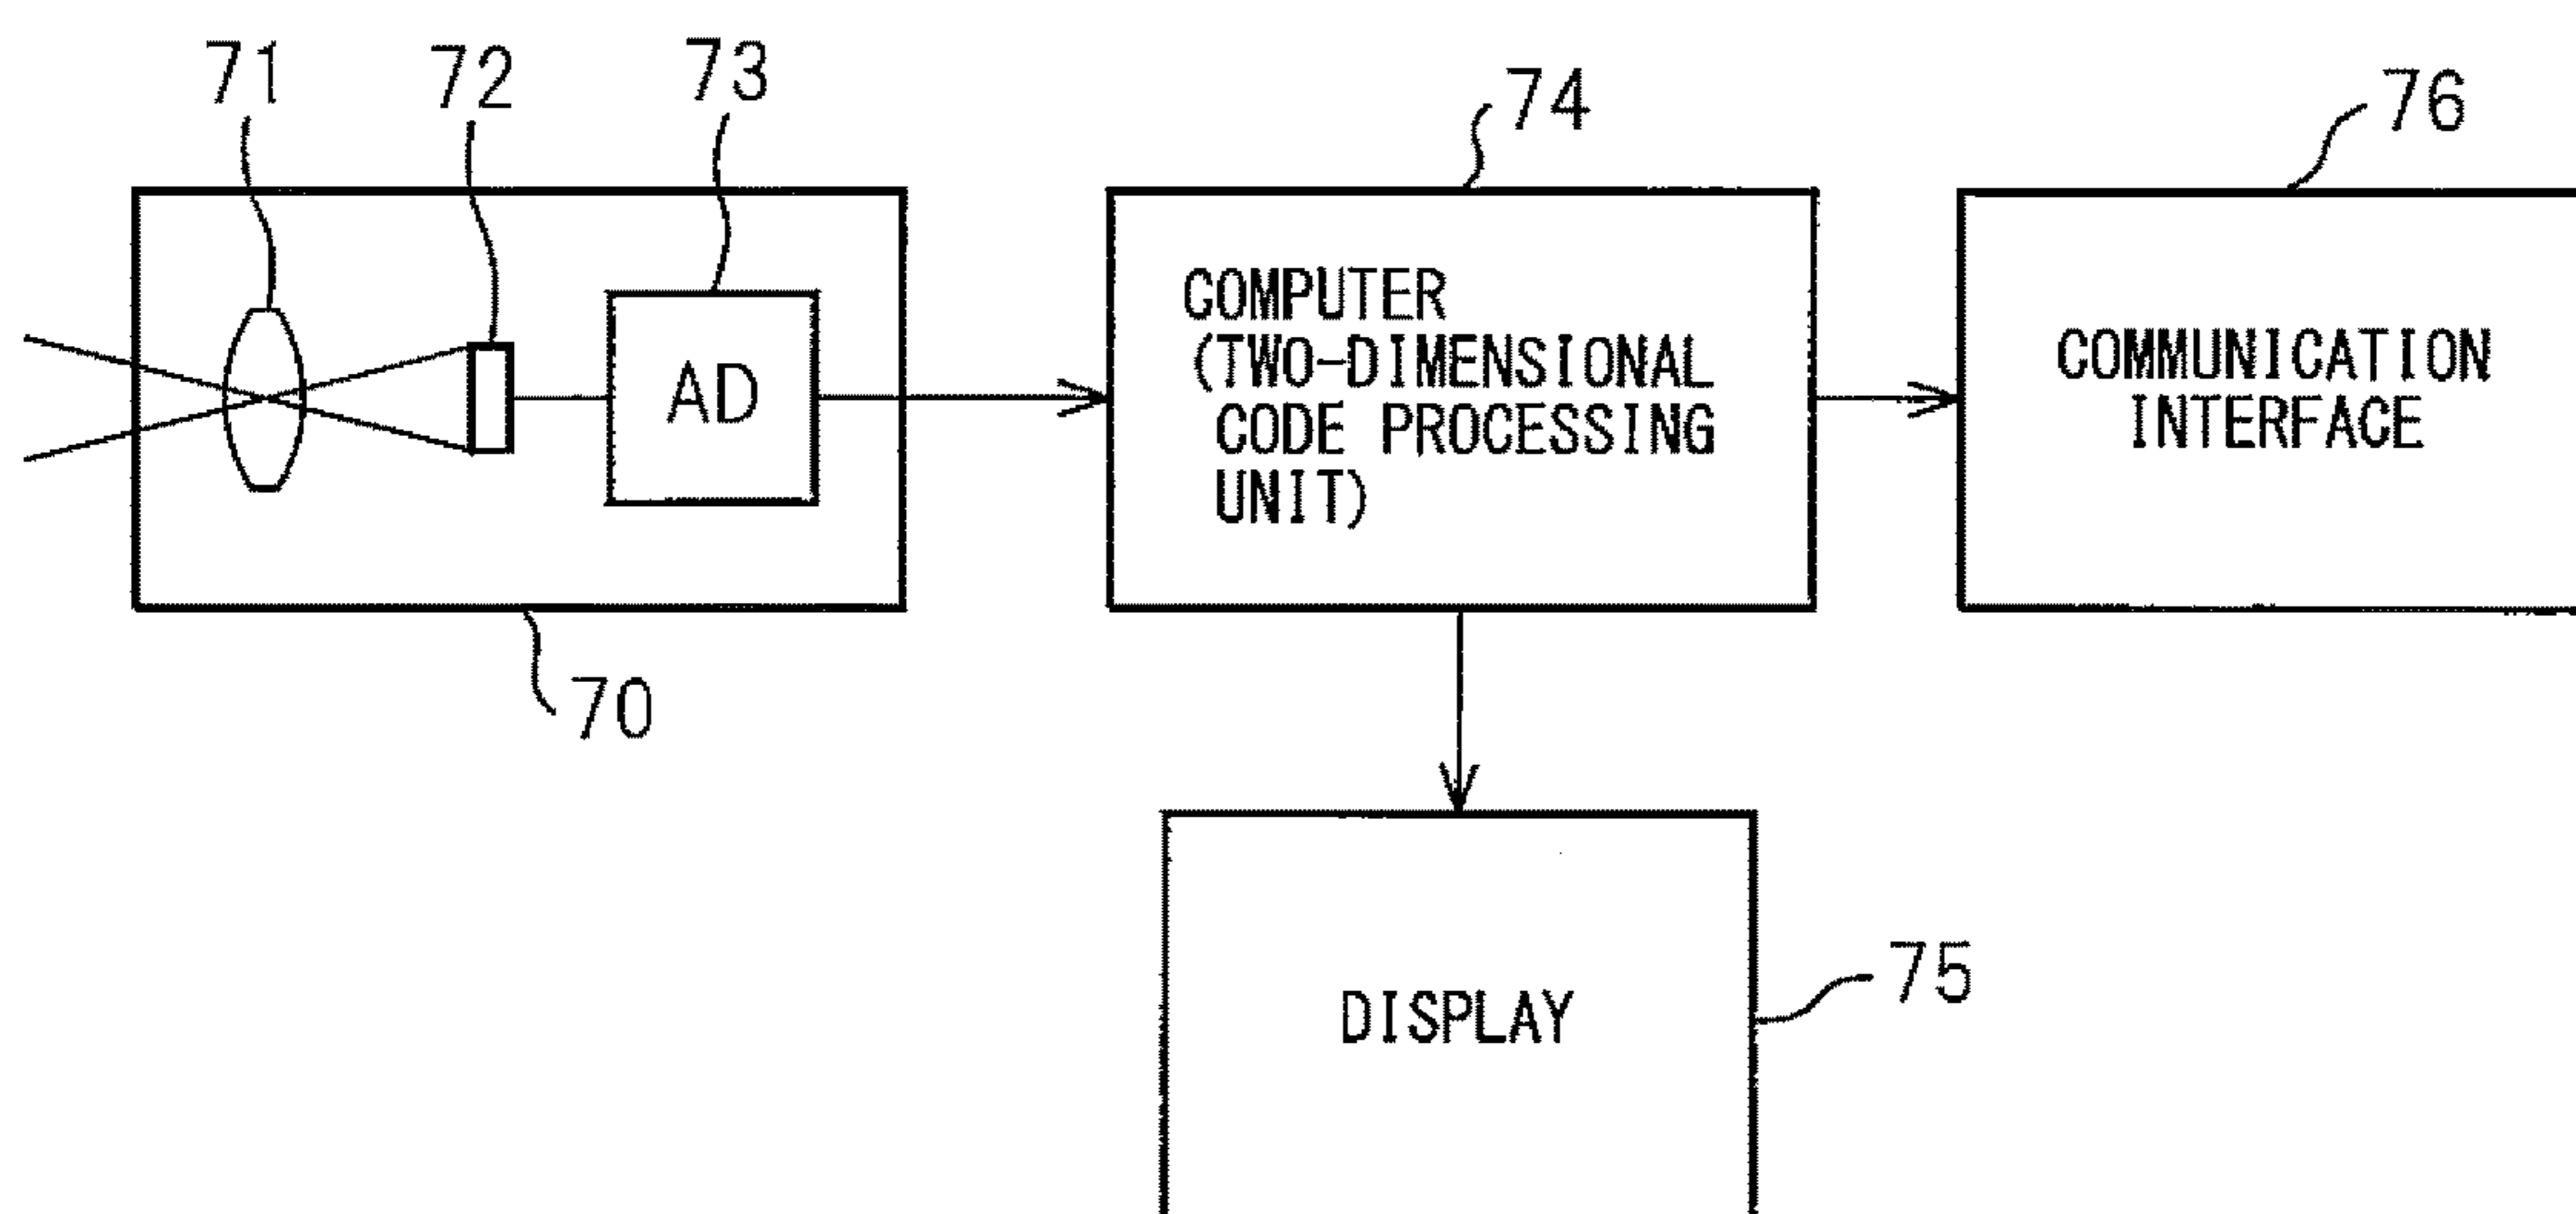 71
72
73
74
76
AD
COMPUTER
(TWO-DIMENSIONAL
CODE PROCESSING
UNIT)
COMMUNICATION
INTERFACE
70
DISPLAY
75